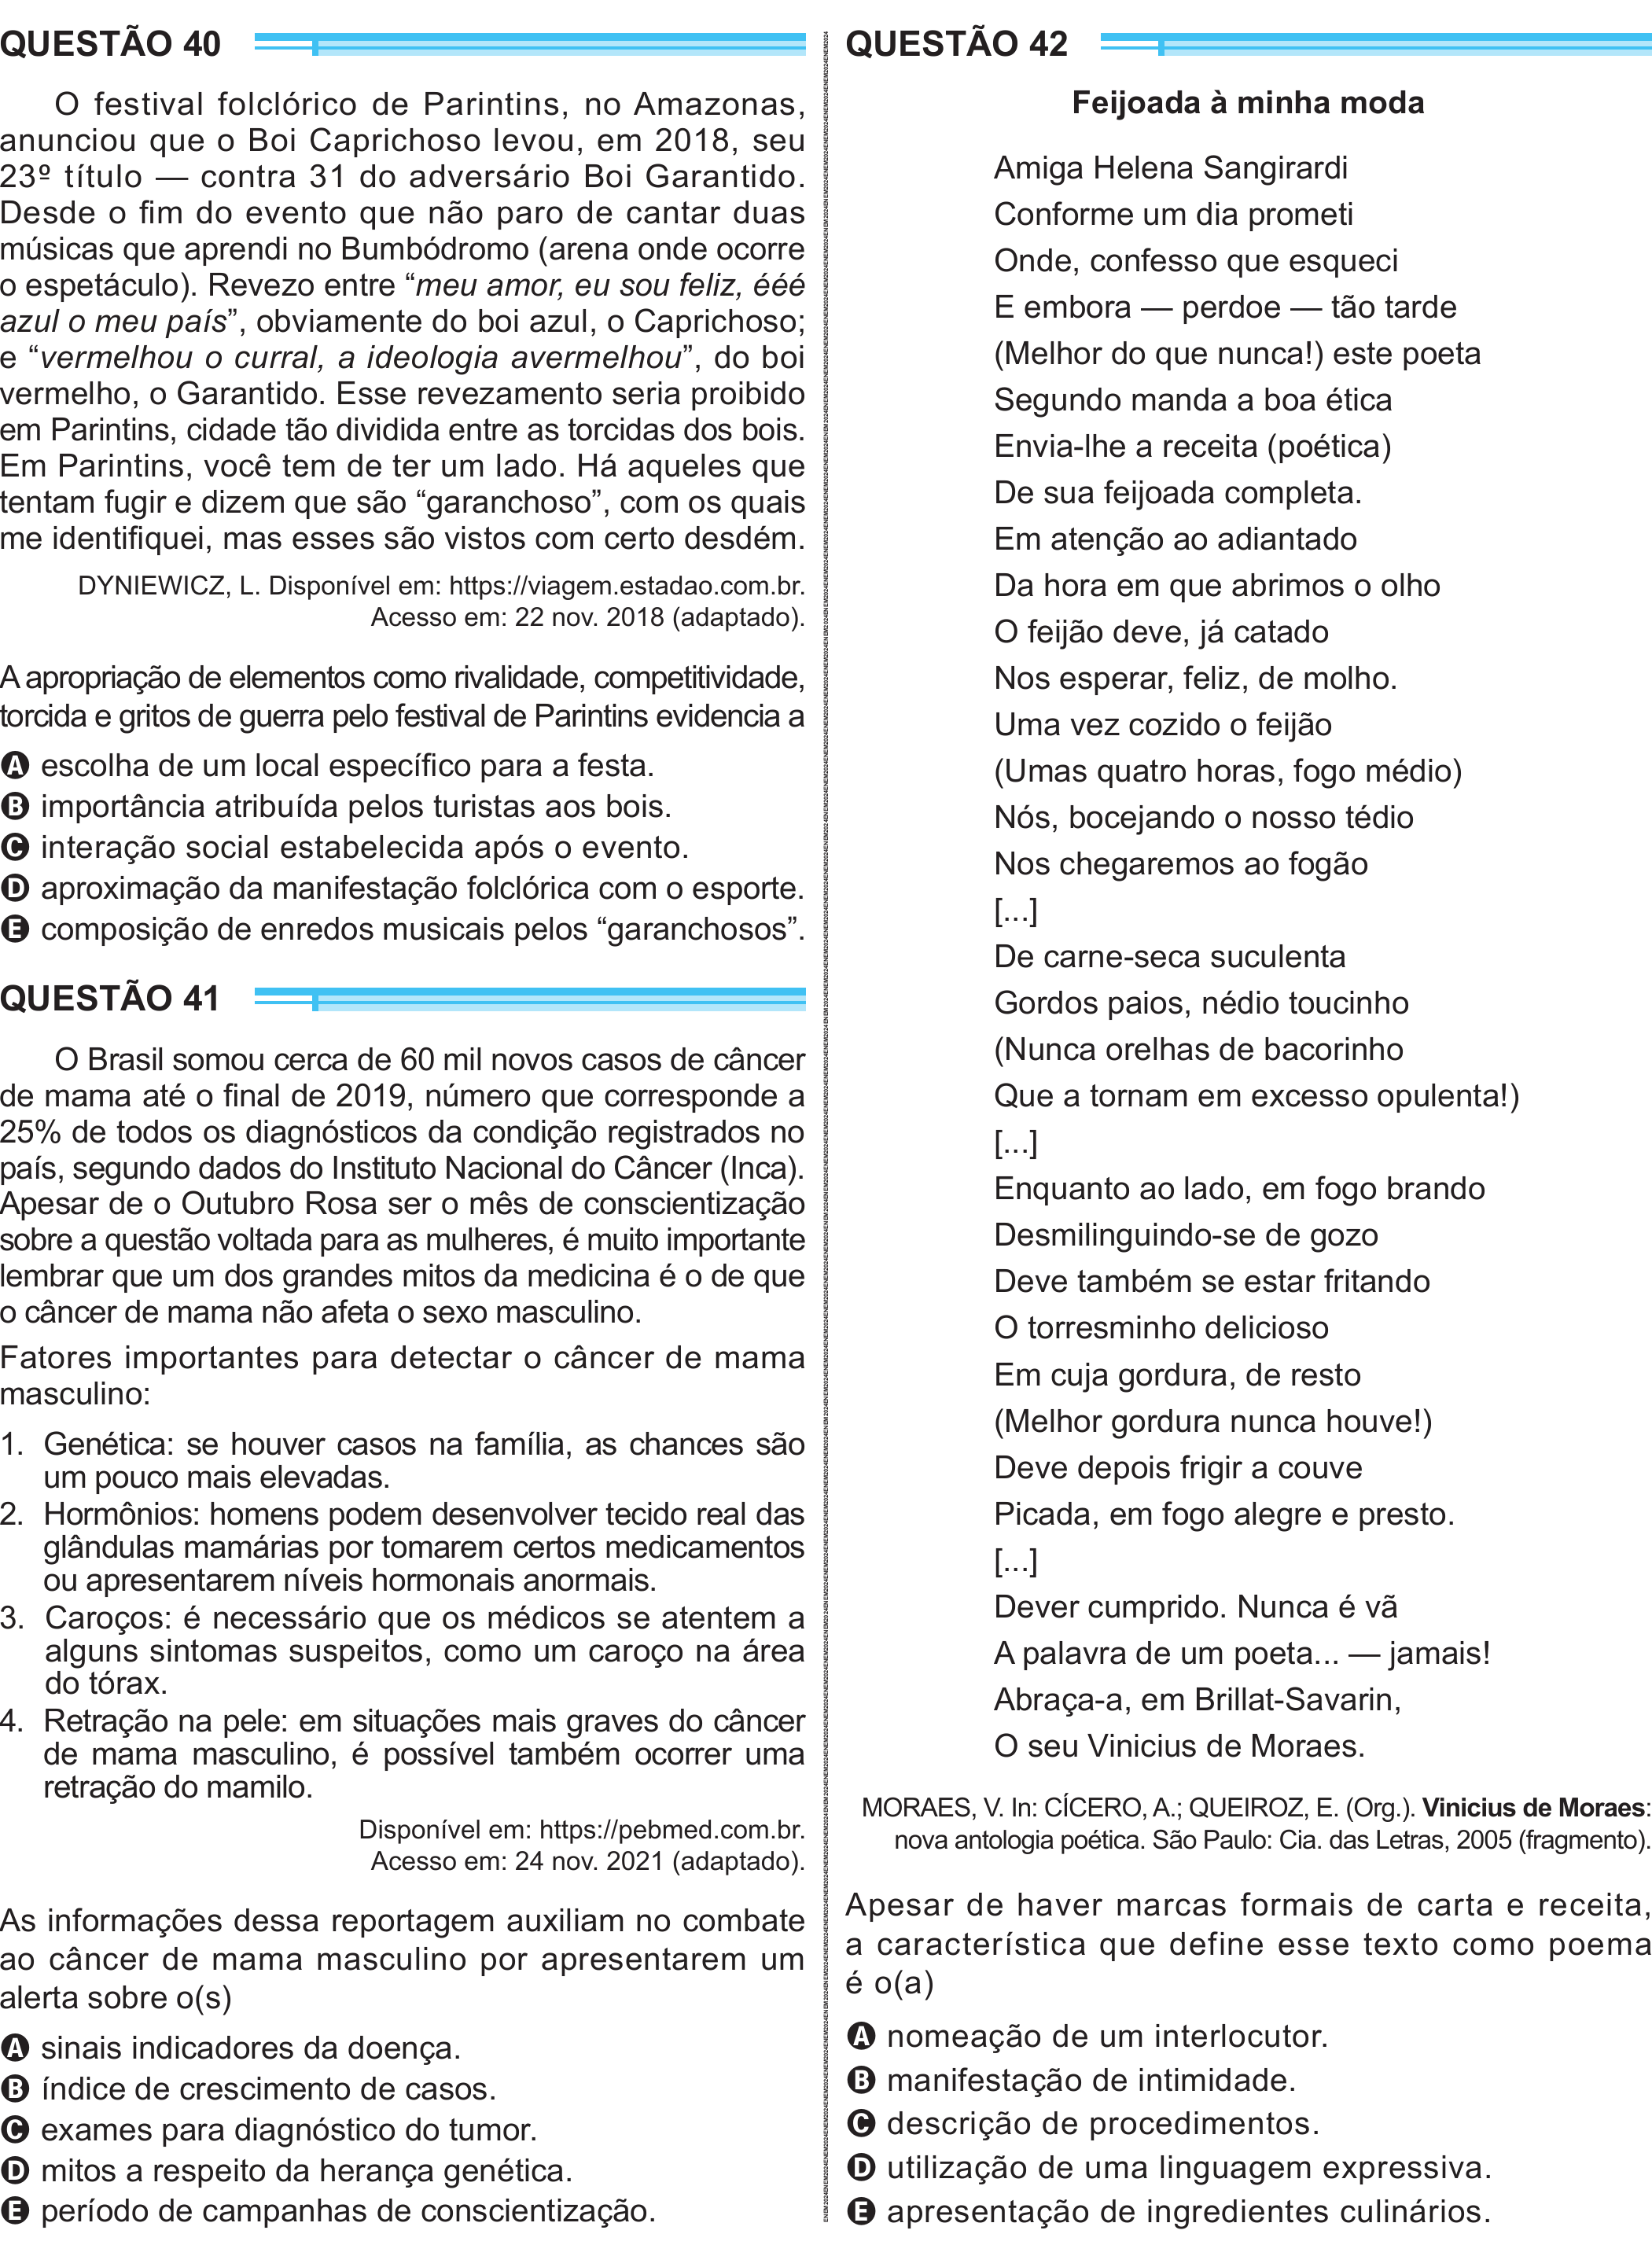 QUESTÃO 40
O festival folclórico de Parintins, no Amazonas,
anunciou que o Boi Caprichoso levou, em 2018, seu
23º título — contra 31 do adversário Boi Garantido.
Desde o fim do evento que não paro de cantar duas
músicas que aprendi no Bumbódromo (arena onde ocorre
o espetáculo). Revezo entre “meu amor, eu sou feliz, êêê
azul o meu país”, obviamente do boi azul, o Caprichoso;
e “vermelhou o curral, a ideologia avermelhou”, do boi
vermelho, o Garantido. Esse revezamento seria proibido
em Parintins, cidade tão dividida entre as torcidas dos bois.
Em Parintins, você tem de ter um lado. Há aqueles que
tentam fugir e dizem que são “garanchoso”, com os quais
me identifiquei, mas esses são vistos com certo desdém.
DYNIEWICZ, L. Disponível em: https://viagem.estadao.com.br.
Acesso em: 22 nov. 2018 (adaptado).
A apropriação de elementos como rivalidade, competitividade,
torcida e gritos de guerra pelo festival de Parintins evidencia a
A escolha de um local específico para a festa.
B importância atribuída pelos turistas aos bois.
C interação social estabelecida após o evento.
D aproximação da manifestação folclórica com o esporte.
E composição de enredos musicais pelos “garanchosos”.
QUESTÃO 41
O Brasil somou cerca de 60 mil novos casos de câncer
de mama até o final de 2019, número que corresponde a
25% de todos os diagnósticos da condição registrados no
país, segundo dados do Instituto Nacional do Câncer (Inca).
Apesar de o Outubro Rosa ser o mês de conscientização
sobre a questão voltada para as mulheres, é muito importante
lembrar que um dos grandes mitos da medicina é o de que
o câncer de mama não afeta o sexo masculino.
Fatores importantes para detectar o câncer de mama
masculino:
1. Genética: se houver casos na família, as chances são
um pouco mais elevadas.
2. Hormônios: homens podem desenvolver tecido real das
glândulas mamárias por tomarem certos medicamentos
ou apresentarem níveis hormonais anormais.
3. Caroços: é necessário que os médicos se atentem a
alguns sintomas suspeitos, como um caroço na área
do tórax.
4. Retração na pele: em situações mais graves do câncer
de mama masculino, é possível também ocorrer uma
retração do mamilo.
Disponível em: https://pebmed.com.br.
Acesso em: 24 nov. 2021 (adaptado).
As informações dessa reportagem auxiliam no combate
ao câncer de mama masculino por apresentarem um
alerta sobre o(s)
A sinais indicadores da doença.
B índice de crescimento de casos.
C exames para diagnóstico do tumor.
D mitos a respeito da herança genética.
E período de campanhas de conscientização.
QUESTÃO 42
Feijoada à minha moda
Amiga Helena Sangirardi
Conforme um dia prometi
Onde, confesso que esqueci
E embora — perdoe — tão tarde
(Melhor do que nunca!) este poeta
Segundo manda a boa ética
Envia-lhe a receita (poética)
De sua feijoada completa.
Em atenção ao adiantado
Da hora em que abrimos o olho
O feijão deve, já catado
Nos esperar, feliz, de molho.
Uma vez cozido o feijão
(Umas quatro horas, fogo médio)
Nós, bocejando o nosso tédio
Nos chegaremos ao fogão
[...]
De carne-seca suculenta
Gordos paios, nédio toucinho
(Nunca orelhas de bacorinho
Que a tornam em excesso opulenta!)
[...]
Enquanto ao lado, em fogo brando
Desmilinguindo-se de gozo
Deve também se estar fritando
O torresminho delicioso
Em cuja gordura, de resto
(Melhor gordura nunca houve!)
Deve depois frigir a couve
Picada, em fogo alegre e presto.
[...]
Dever cumprido. Nunca é vã
A palavra de um poeta... — jamais!
Abraça-a, em Brillat-Savarin,
O seu Vinicius de Moraes.
MORAES, V. In: CÍCERO, A.; QUEIROZ, E. (Org.). Vinicius de Moraes:
nova antologia poética. São Paulo: Cia. das Letras, 2005 (fragmento).
Apesar de haver marcas formais de carta e receita,
a característica que define esse texto como poema
é o(a)
A nomeação de um interlocutor.
B manifestação de intimidade.
C descrição de procedimentos.
D utilização de uma linguagem expressiva.
E apresentação de ingredientes culinários.